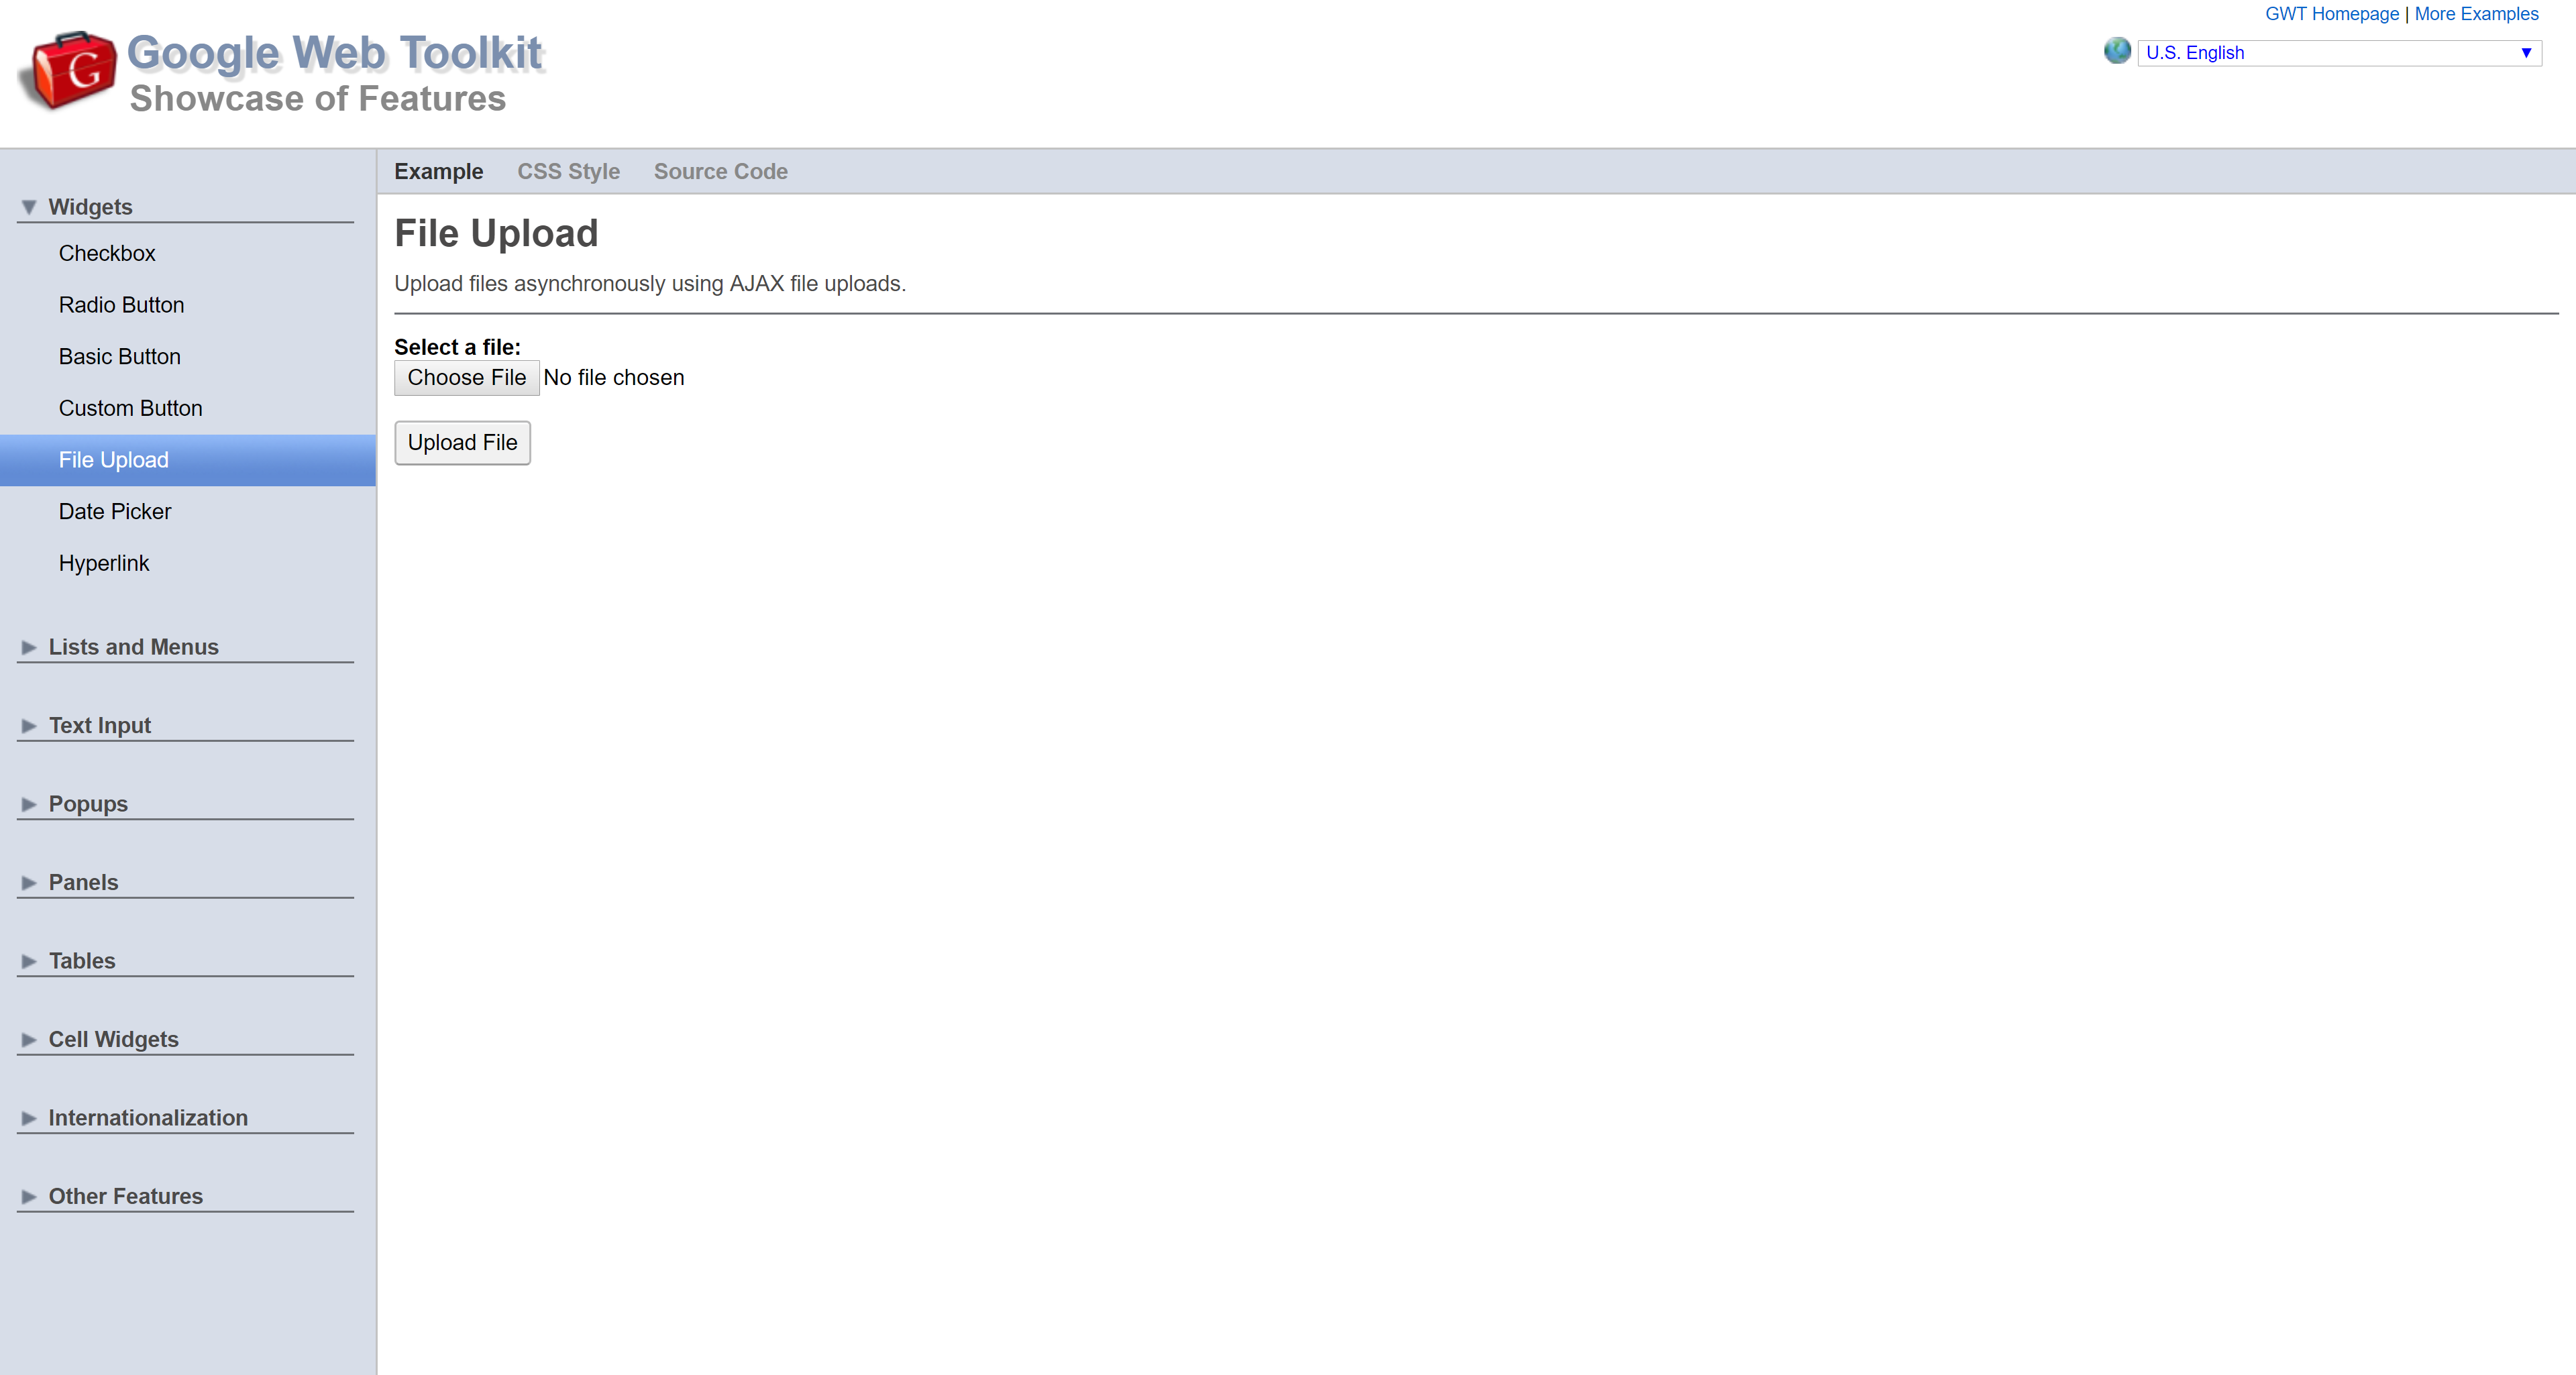 GWT Homepage | More Examples
G
Google Web Toolkit
Showcase of Features
U.S. English
Example CSS Style Source Code
Widgets
Checkbox
Radio Button
Basic Button
Custom Button
File Upload
Date Picker
Hyperlink
Lists and Menus
Text Input
Popups
Panels
Tables
Cell Widgets
Internationalization
Other Features
File Upload
Upload files asynchronously using AJAX file uploads.
Select a file:
Choose File No file chosen
Upload File